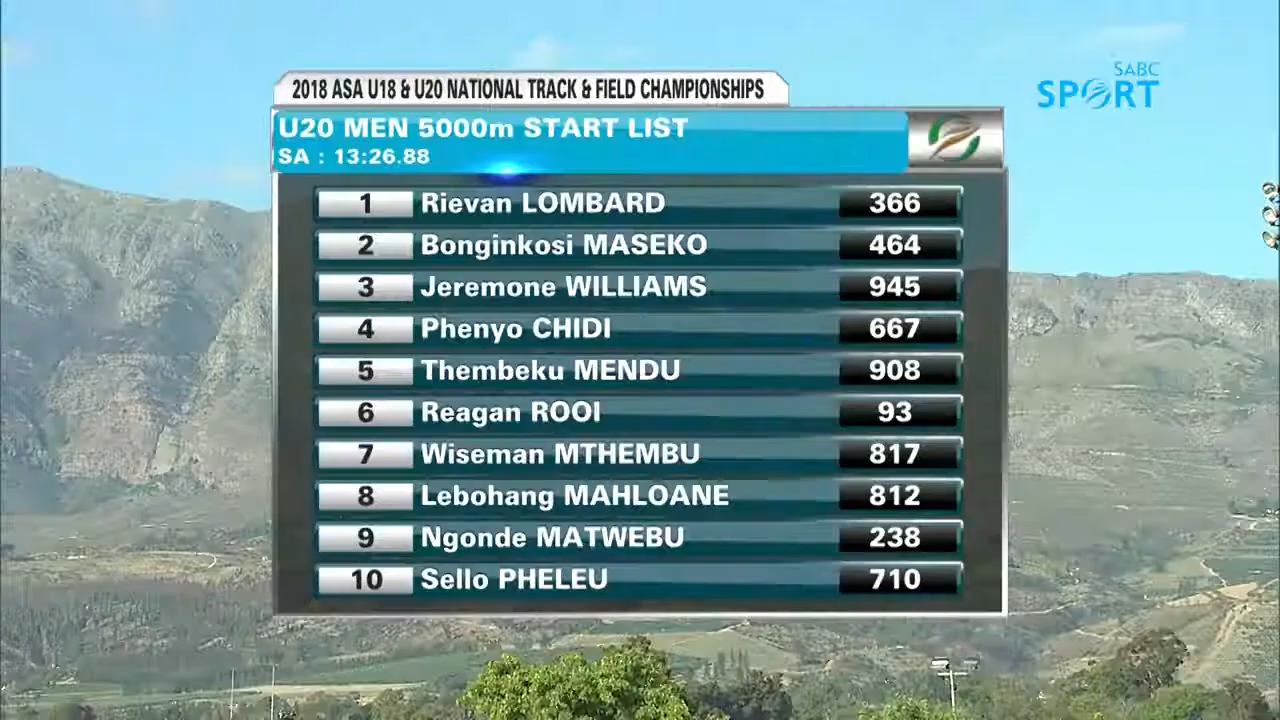 SABC
SPORT
2018 ASA U18 & U20 NATIONAL TRACK & FIELD CHAMPIONSHIPS
U20 MEN 5000m START LIST
SA : 13:26.88
1 Rievan LOMBARD 366
2 Bonginkosi MASEKO 464
3 Jeremone WILLIAMS 945
4 Phenyo CHIDI 667
5 Thembeku MENDU 908
6 Reagan ROOI 93
7 Wiseman MTHEMBU 817
8 Lebohang MAHLOANE 812
9 Ngonde MATWEBU 238
10 Sello PHELEU 710